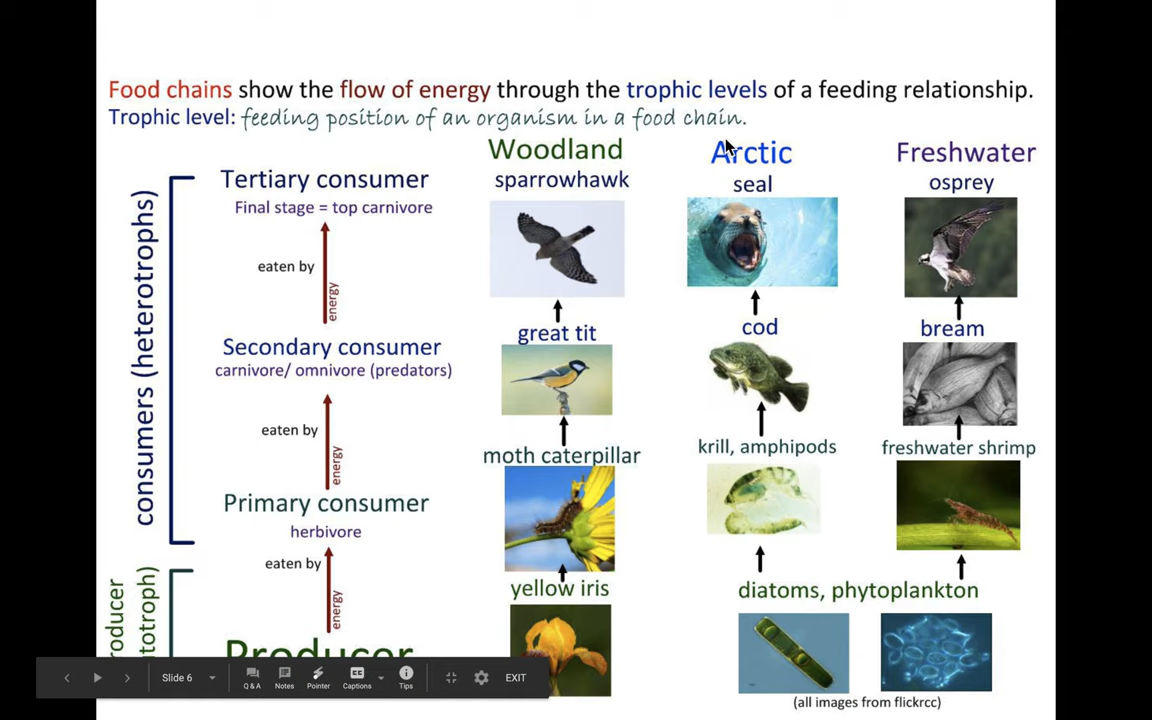 Food chains show the flow of energy through the trophic levels of a feeding relationship.
Trophic level: feeding position of an organism in a food chain.
Woodland
Arctic
Freshwater
consumers (heterotrophs)
Tertiary consumer
Final stage = top carnivore
eaten by
energy
Secondary consumer
carnivore/ omnivore (predators)
eaten by
energy
Primary consumer
herbivore
eaten by
energy
Producer
sparrowhawk
great tit
moth caterpillar
yellow iris
seal
cod
krill, amphipods
osprey
bream
freshwater shrimp
diatoms, phytoplankton
(all images from flickrcc)
Slide 6
Q & A
Notes
Pointer
Captions
Tips
EXIT